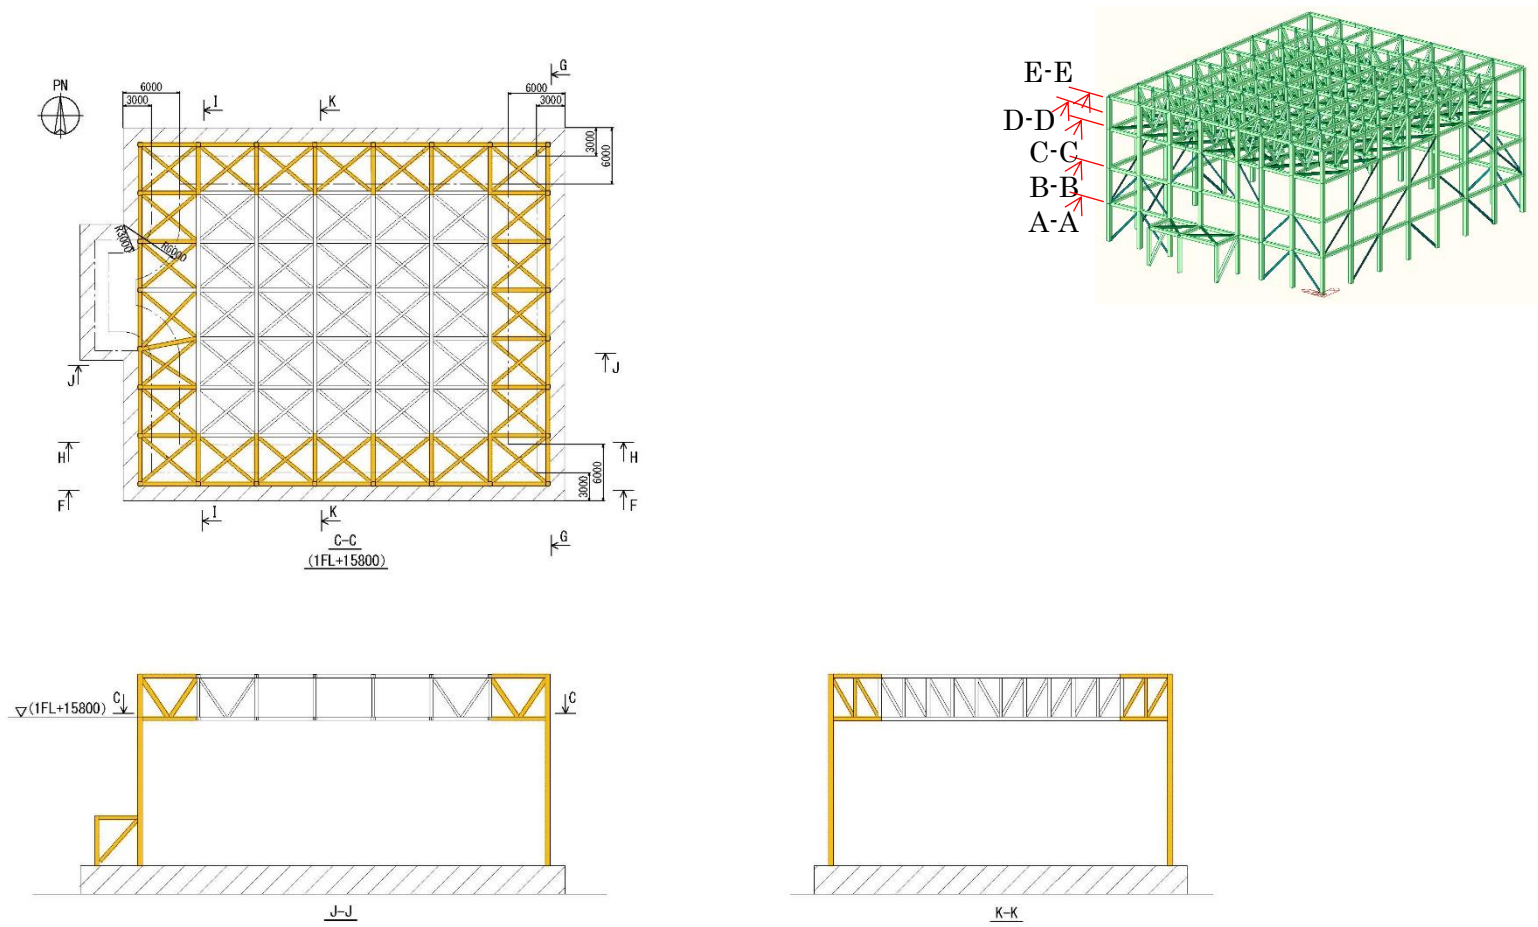 PN
6000
3000
I
K
G
6000
3000
3000
6000
R3000
R6000
J
J
H
H
6000
3000
F
F
I
K
G
C-C
(1FL+15800)
E-E
D-D
C-C
B-B
A-A
▽(1FL+15800)
C
C
J-J
K-K